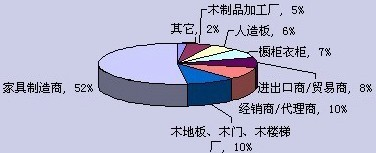 木制品加工厂, 5%
其它, 2%
人造板, 6%
橱柜衣柜, 7%
家具制造商, 52%
进出口商/贸易商, 8%
经销商/代理商, 10%
木地板、木门、木楼梯
厂, 10%